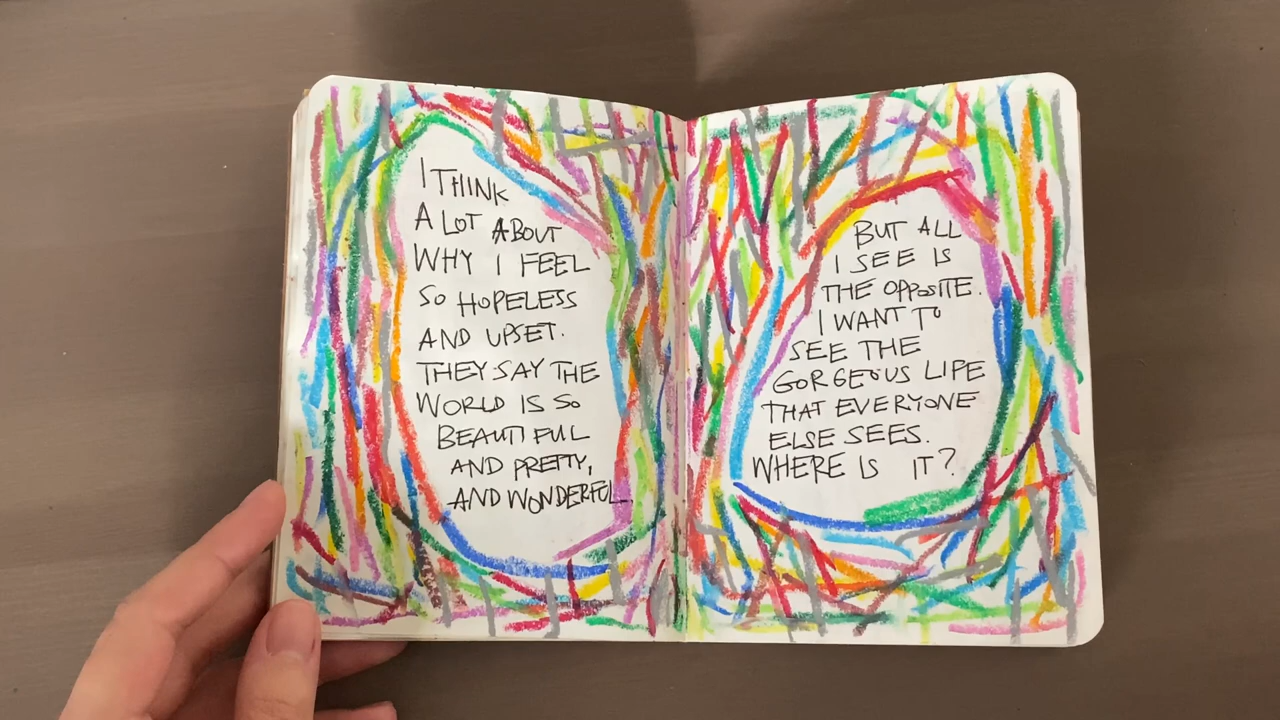 I THINK
A LOT ABOUT
WHY I FEEL
SO HOPELESS
AND UPSET.
THEY SAY THE
WORLD IS SO
BEAUTIFUL
AND PRETTY,
AND WONDERFUL
BUT ALL
I SEE IS
THE OPPOSITE.
I WANT TO
SEE THE
GORGEOUS LIFE
THAT EVERYONE
ELSE SEES.
WHERE IS IT?